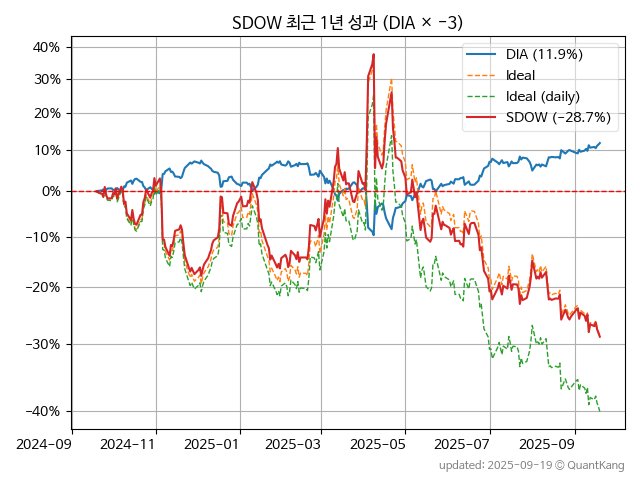 SDOW 최근 1년 성과 (DIA × −3)
40%
30%
20%
10%
0%
−10%
−20%
−30%
−40%
DIA (11.9%)
Ideal
Ideal (daily)
SDOW (−28.7%)
2024-09
2024-11
2025-01
2025-03
2025-05
2025-07
2025-09
updated: 2025-09-19 © QuantKang